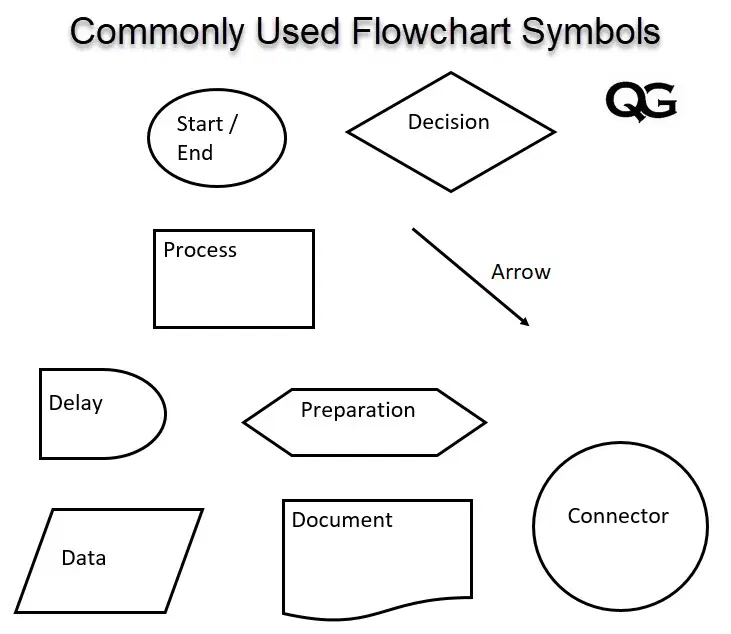 Commonly Used Flowchart Symbols
QG
Start /
End
Decision
Process
Arrow
Delay
Preparation
Connector
Data
Document